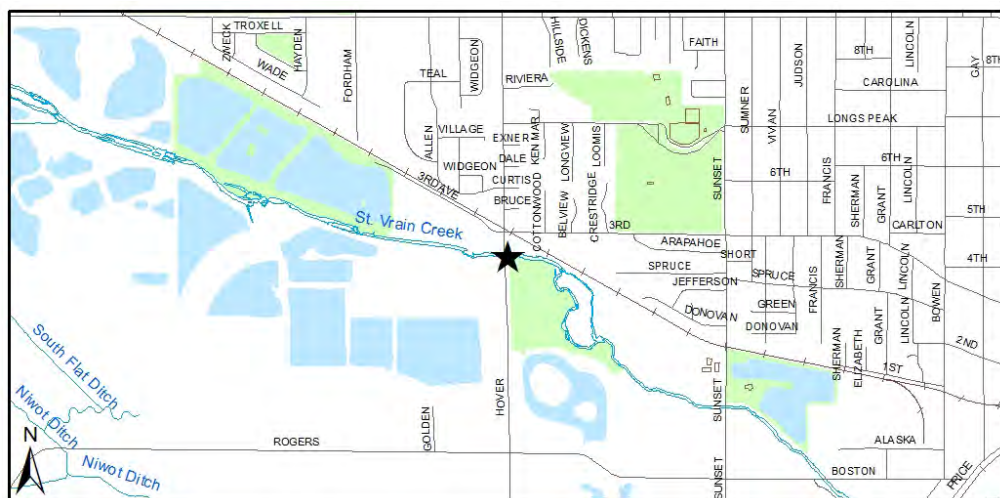 TROXELL
ZWECK
HAYDEN
WADE
FORDHAM
TEAL
WIDGEON
HILLSIDE
DICKENS
RIVIERA
FAITH
SUMNER
VIVIAN
JUDSON
8TH
LINCOLN
GAY
8TH
CAROLINA
LONGS PEAK
ALLEN
VILLAGE
WIDGEON
EXNER
DALE
CURTIS
BRUCE
COTTONWOOD
KEN MAR
LONGVIEW
BELVIEW
LOOMIS
CRESTRIDGE
SUNSET
6TH
FRANCIS
6TH
SHERMAN
GRANT
LINCOLN
5TH
CARLTON
3RD AVE
3RD
St. Vrain Creek
ARAPAHOE
SHORT
4TH
SPRUCE
JEFFERSON
SPRUCE
DONOVAN
GREEN
DONOVAN
FRANCIS
SHERMAN
GRANT
LINCOLN
BOWEN
GRANT
LINCOLN
2ND
SHERMAN
ELIZABETH
1ST
South Flat Ditch
Niwot Ditch
Niwot Ditch
N
ROGERS
GOLDEN
HOVER
SUNSET
SUNSET
ALASKA
BOSTON
PRICE